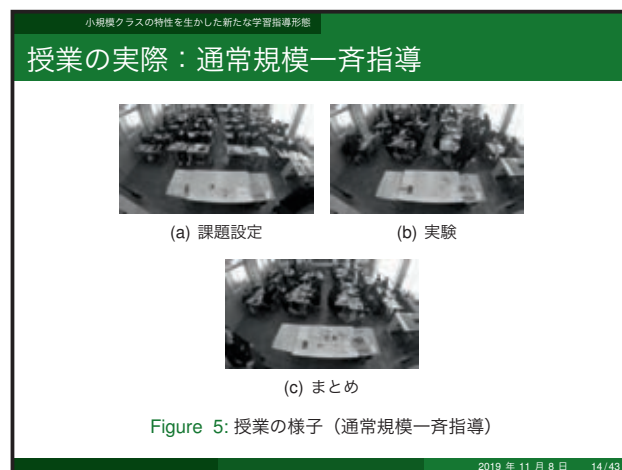 小規模クラスの特性を生かした新たな学習指導形態
授業の実際：通常規模一斉指導
(a) 課題設定
(b) 実験
(c) まとめ
Figure 5: 授業の様子（通常規模一斉指導）
2019 年 11 月 8 日 14/43